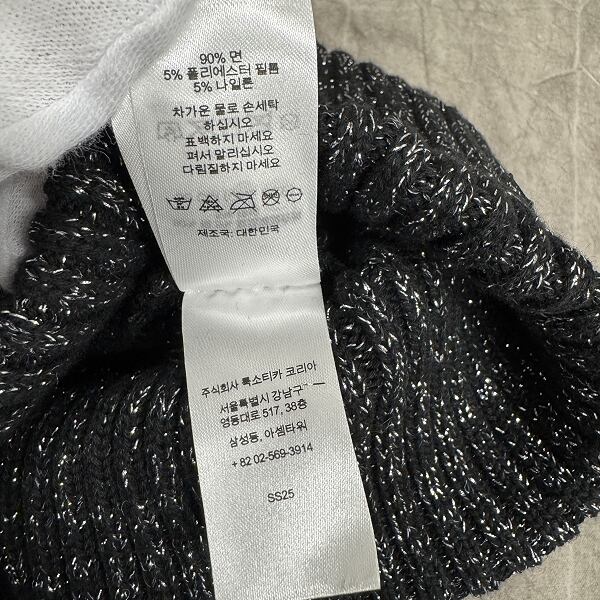 90% 면
5% 폴리에스터 필름
5% 나일론
차가운 물로 손세탁
하십시오
표백하지 마세요
펴서 말리십시오
다림질하지 마세요
제조국: 대한민국
주식회사 룩소티카 코리아
서울특별시 강남구
영동대로 517, 38층
삼성동, 아셈타워
+ 82 02-569-3914
SS25